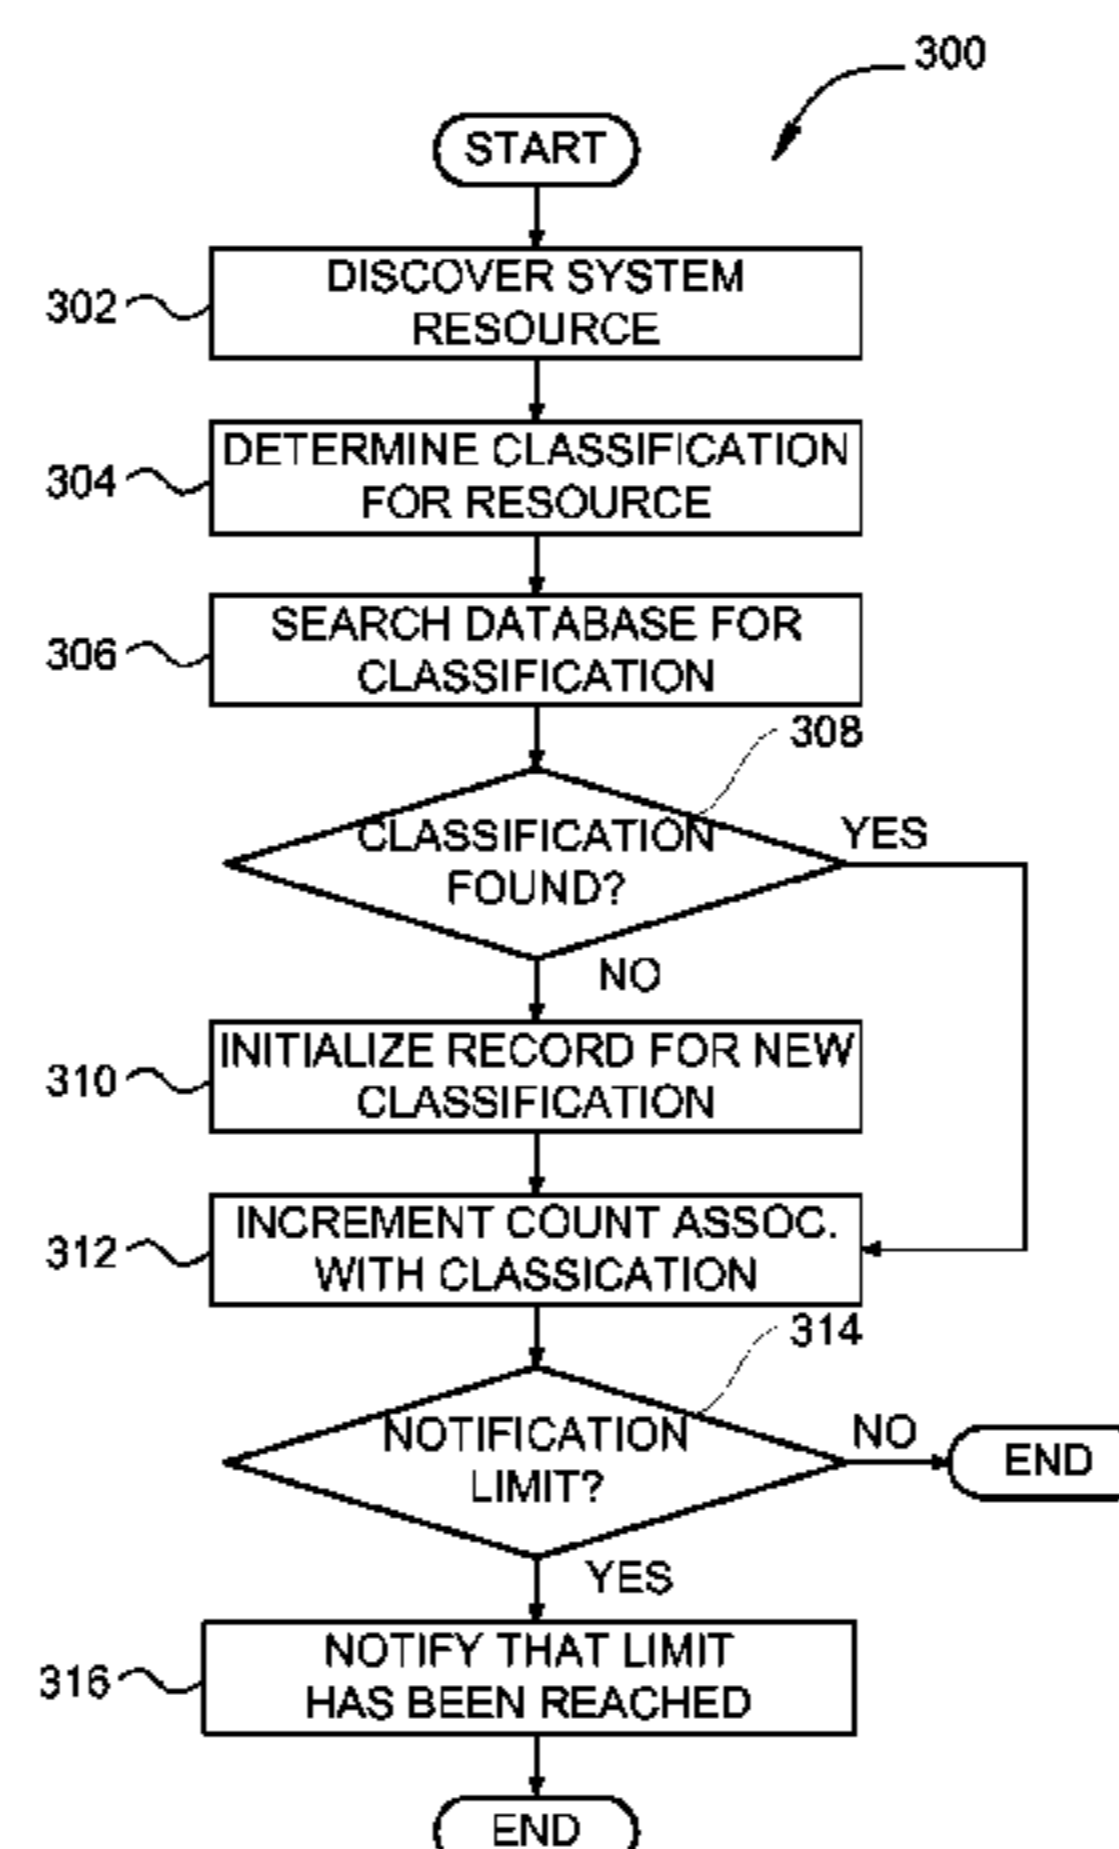 300
START
302
DISCOVER SYSTEM
RESOURCE
304
DETERMINE CLASSIFICATION
FOR RESOURCE
306
SEARCH DATABASE FOR
CLASSIFICATION
308
CLASSIFICATION
FOUND?
YES
NO
310
INITIALIZE RECORD FOR NEW
CLASSIFICATION
312
INCREMENT COUNT ASSOC.
WITH CLASSICATION
314
NOTIFICATION
LIMIT?
NO
END
YES
316
NOTIFY THAT LIMIT
HAS BEEN REACHED
END